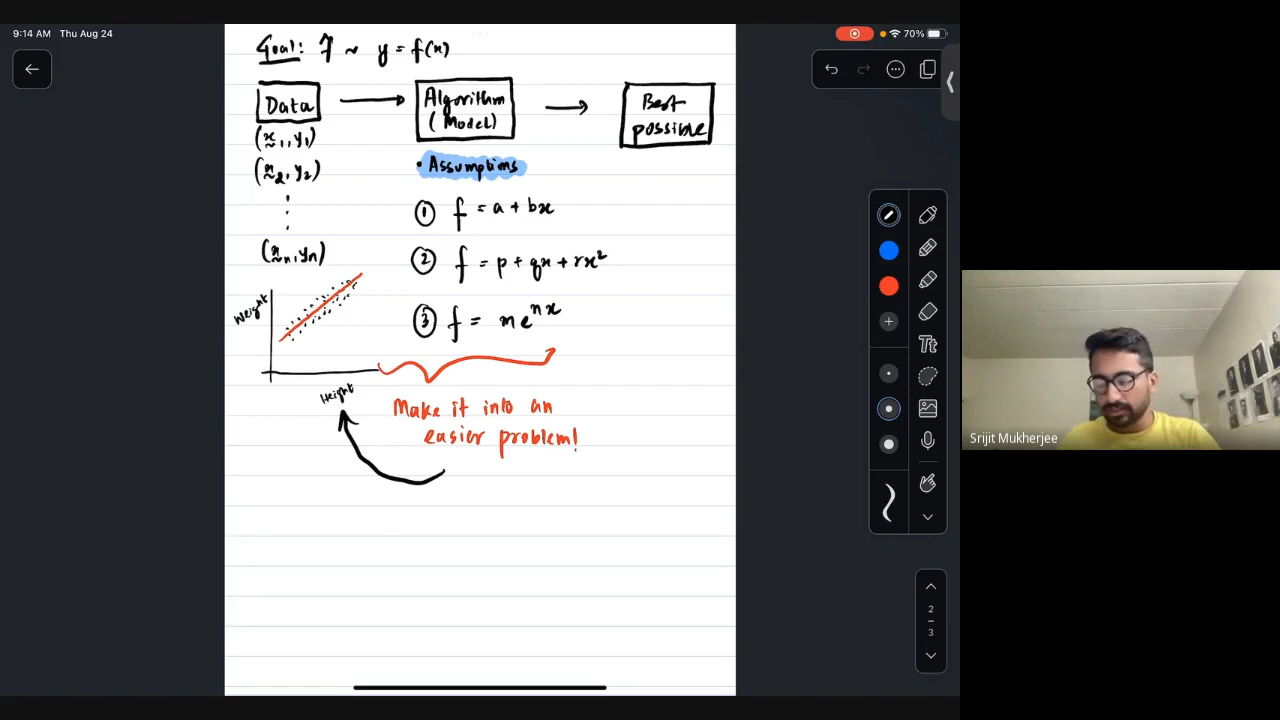 9:14 AM Thu Aug 24
70%
Goal: f ~ y = f(x)
Data
Algorithm
(Model)
Best
possible
(x1, y1)
(x2, y2)
⋮
(xn, yn)
• Assumptions
① f = a + bx
② f = p + qx + rx²
③ f = me^nx
Weight
Height
Make it into an
easier problem!
Tt
2
3
Srijit Mukherjee